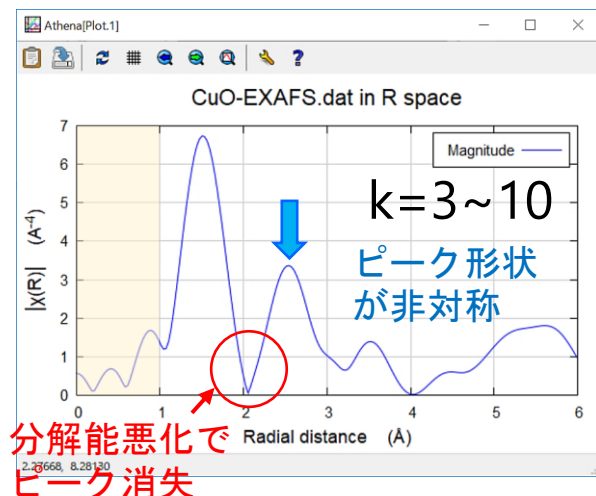 Athena[Plot.1]
CuO-EXAFS.dat in R space
Magnitude
k=3~10
ピーク形状
が非対称
|χ(R)| (Å⁻⁴)
7
6
5
4
3
2
1
0
0 1 2 3 4 5 6
Radial distance (Å)
分解能悪化で
ピーク消失
2.27668, 8.28130